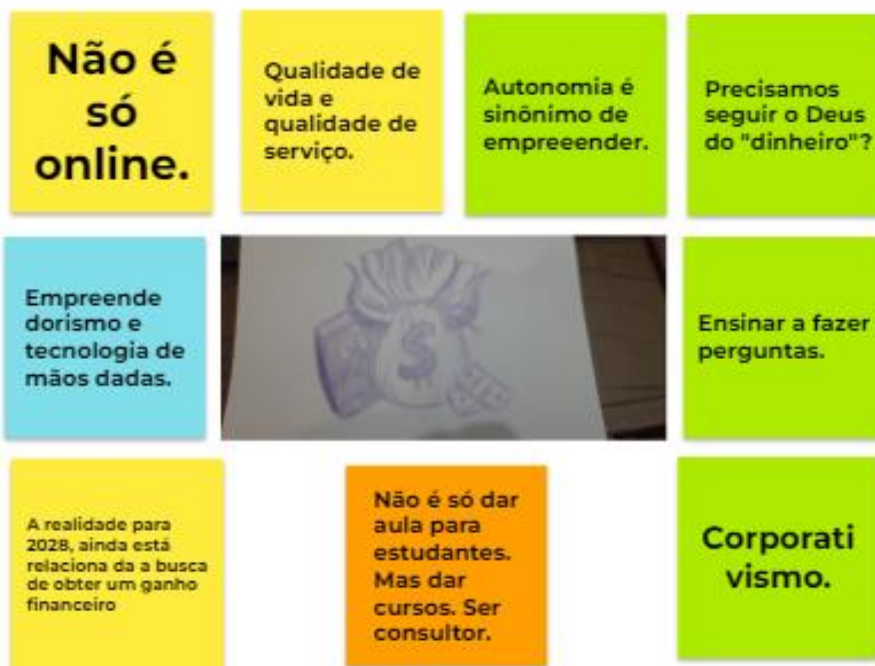 Não é
só
online.
Qualidade de
vida e
qualidade de
serviço.
Autonomia é
sinônimo de
empreeender.
Precisamos
seguir o Deus
do "dinheiro"?
Empreende
dorismo e
tecnologia de
mãos dadas.
$
Ensinar a fazer
perguntas.
A realidade para
2028, ainda está
relaciona da a busca
de obter um ganho
financeiro
Não é só dar
aula para
estudantes.
Mas dar
cursos. Ser
consultor.
Corporati
vismo.